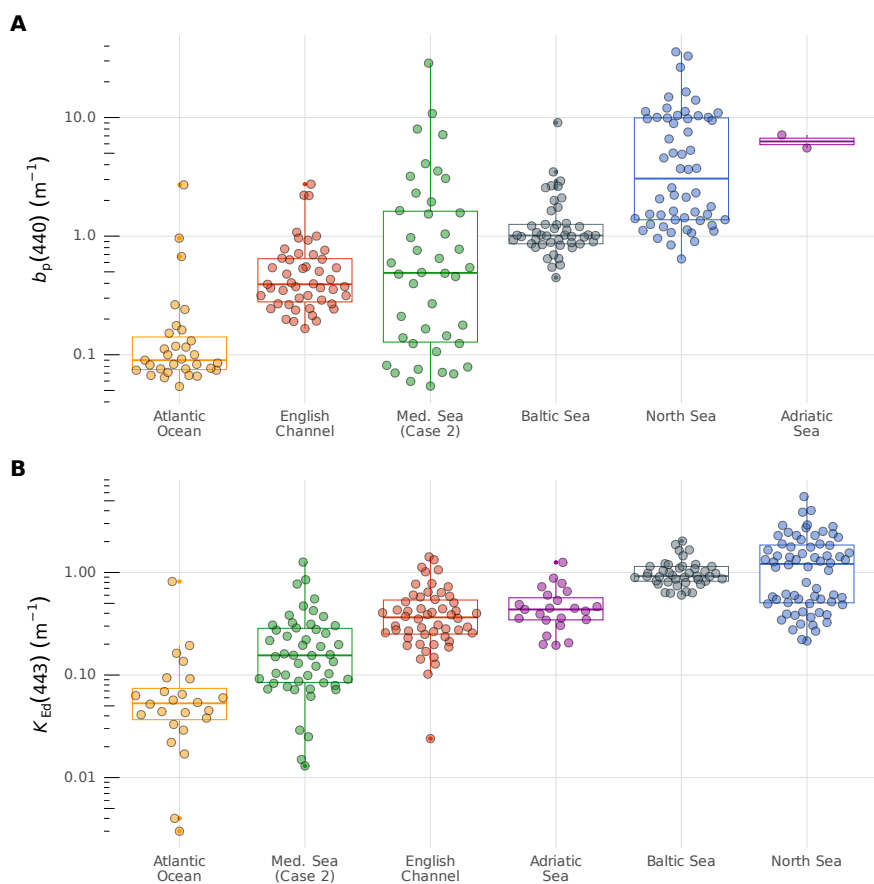 A
10.0
1.0
0.1
bp(440) (m−1)
Atlantic Ocean
English Channel
Med. Sea (Case 2)
Baltic Sea
North Sea
Adriatic Sea
B
1.00
0.10
0.01
KEd(443) (m−1)
Atlantic Ocean
Med. Sea (Case 2)
English Channel
Adriatic Sea
Baltic Sea
North Sea